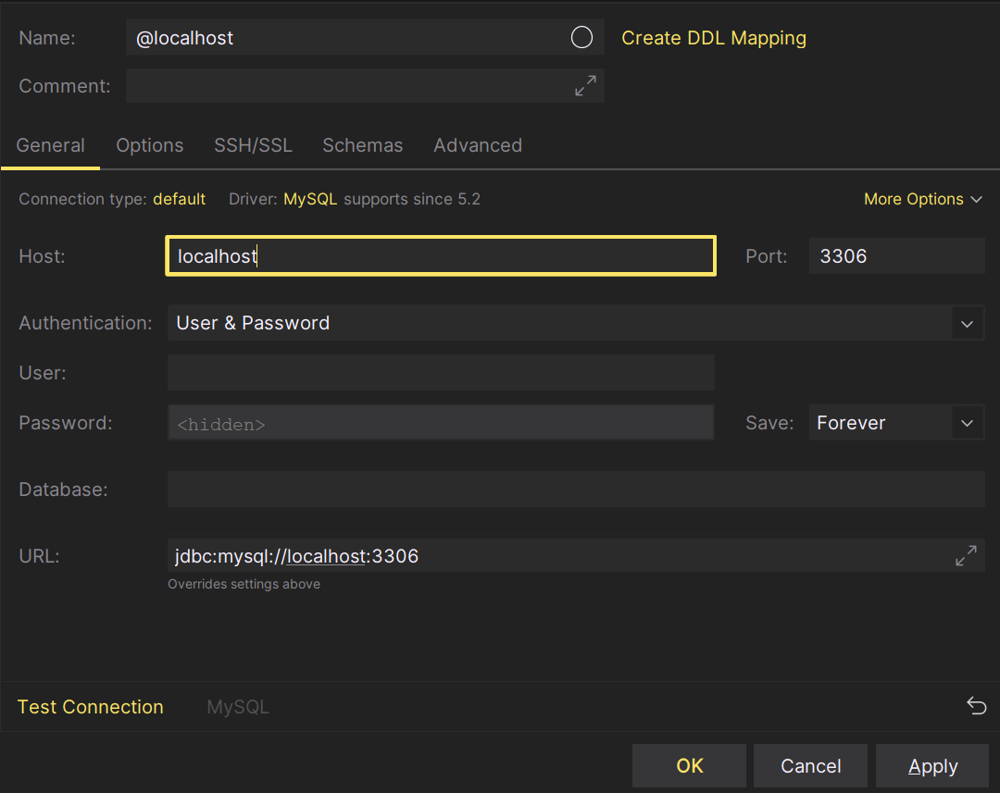 Name: @localhost Create DDL Mapping
Comment:
General Options SSH/SSL Schemas Advanced
Connection type: default Driver: MySQL supports since 5.2 More Options
Host: localhost Port: 3306
Authentication: User & Password
User:
Password: <hidden> Save: Forever
Database:
URL: jdbc:mysql://localhost:3306
Overrides settings above
Test Connection MySQL
OK Cancel Apply